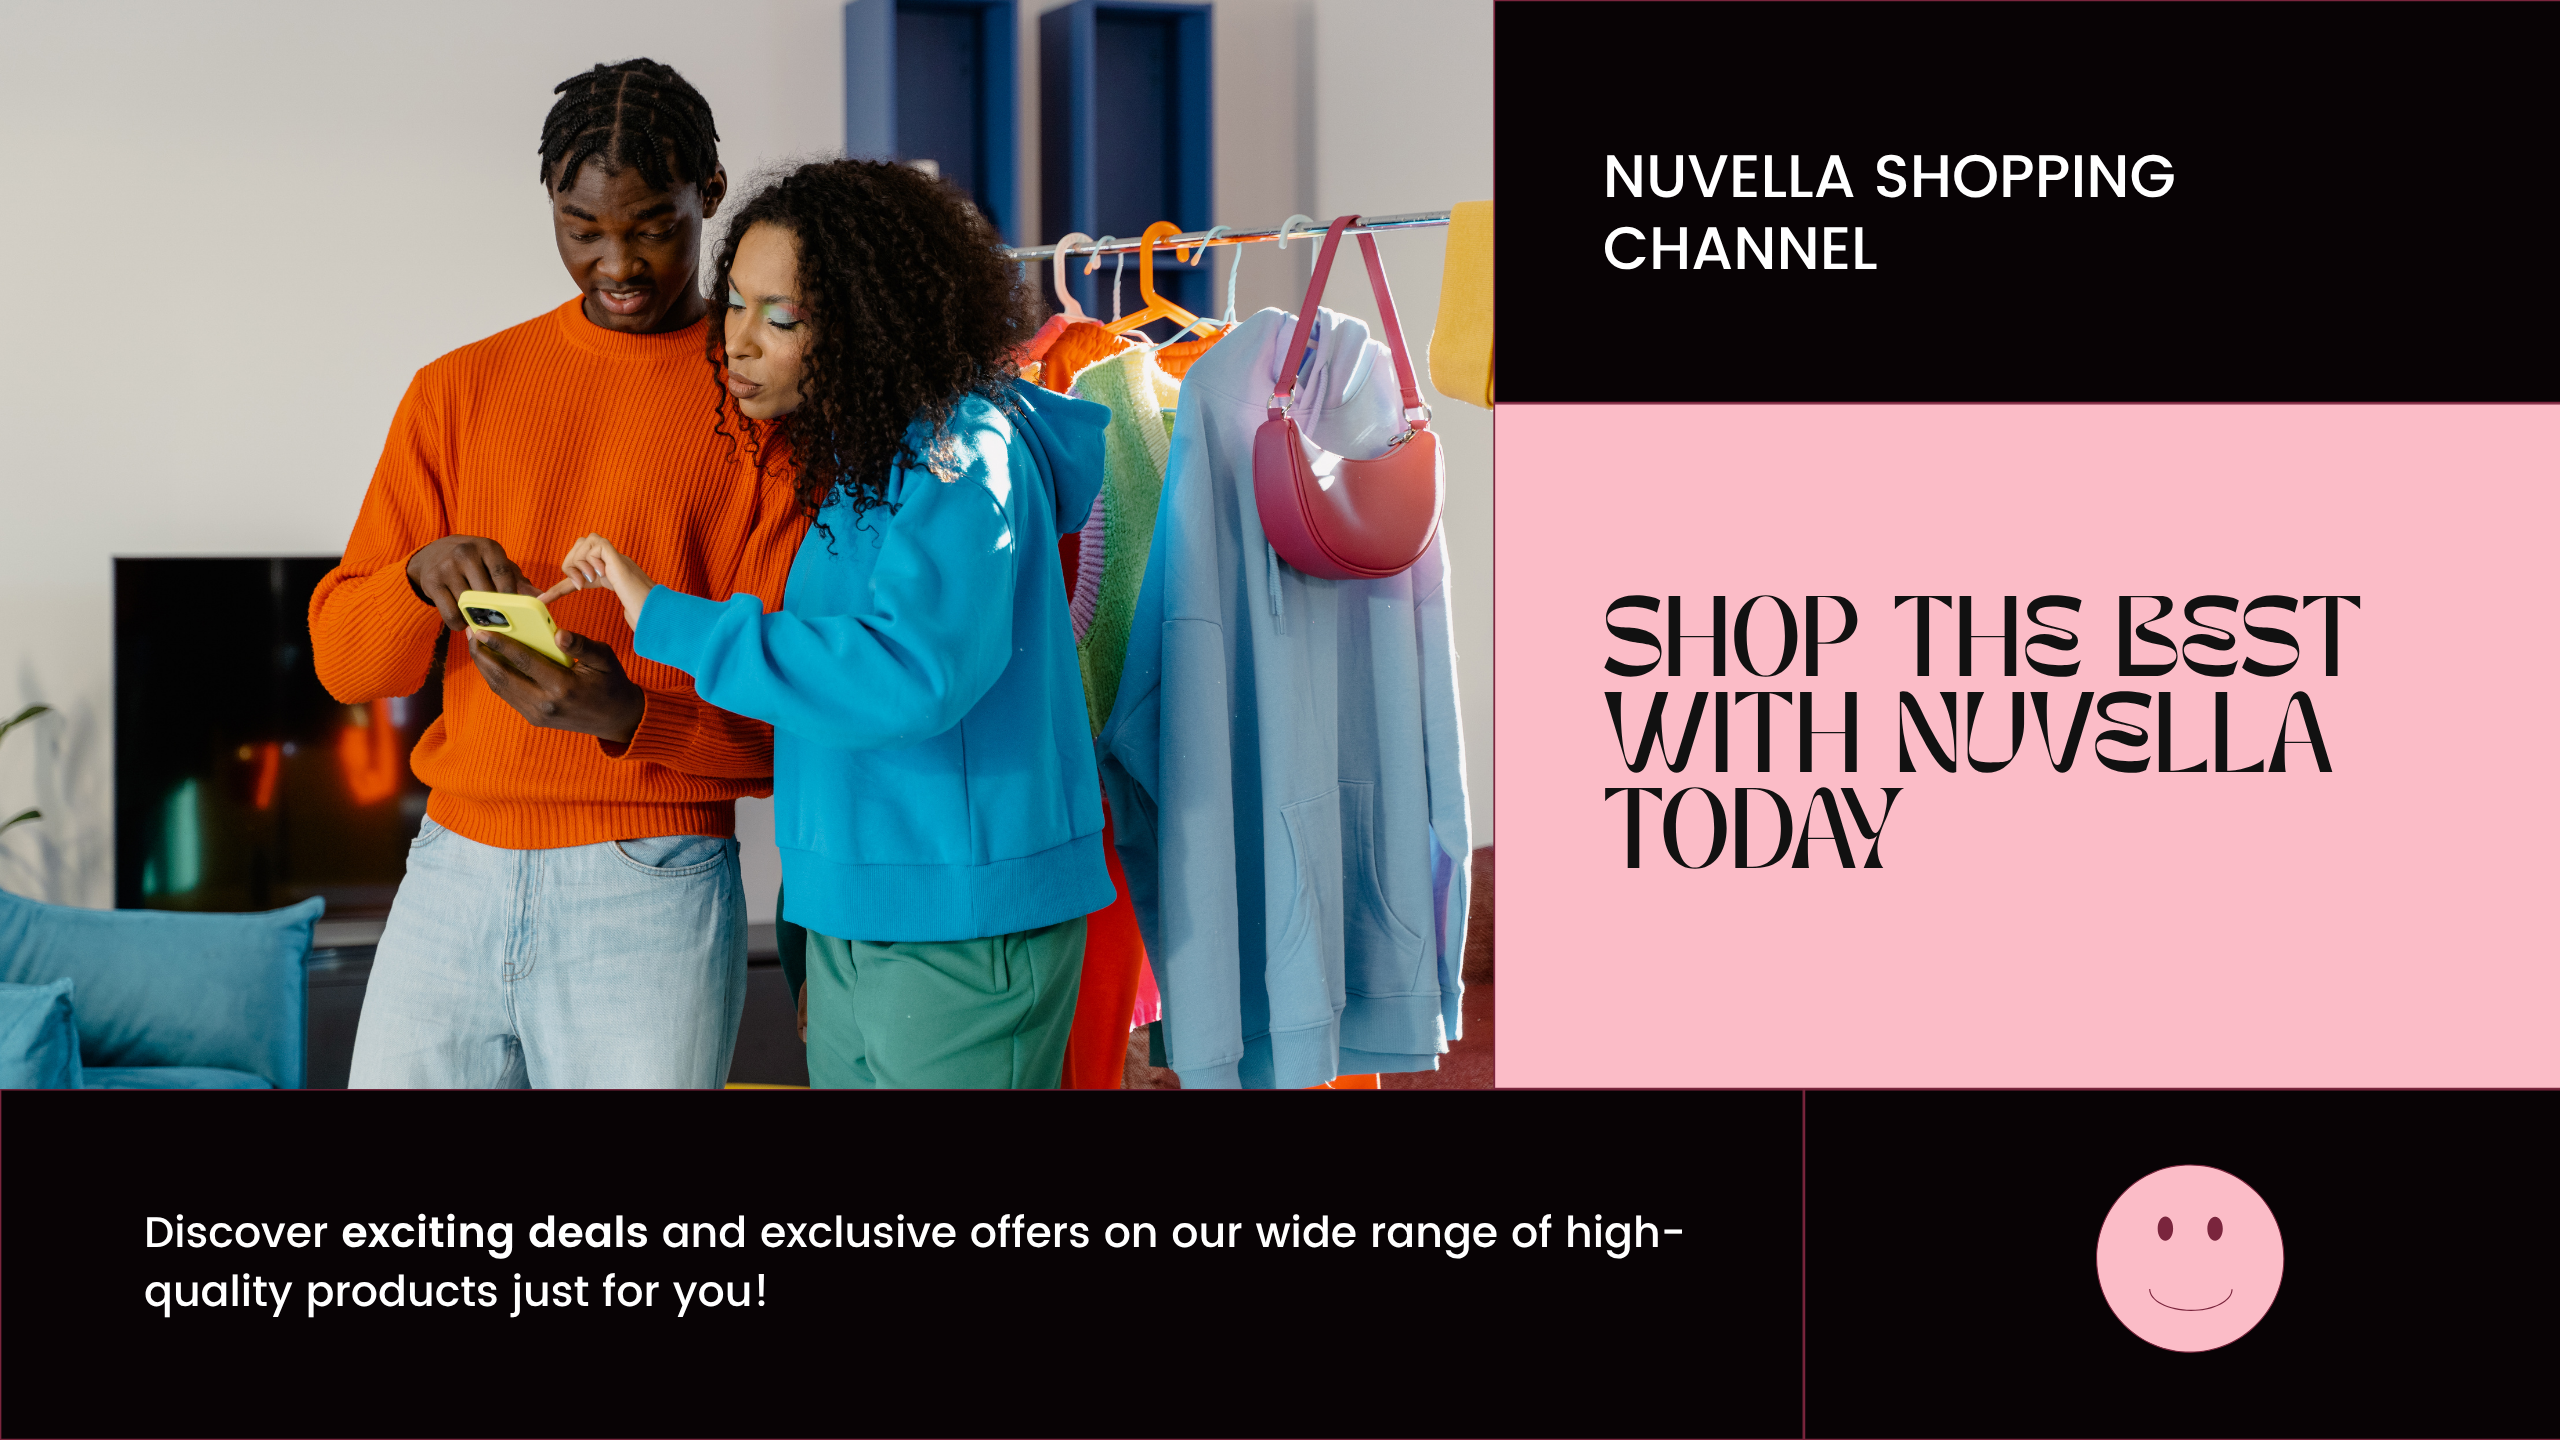 NUVELLA SHOPPING
CHANNEL
SHOP THE BEST
WITH NUVELLA
TODAY
Discover exciting deals and exclusive offers on our wide range of high-
quality products just for you!